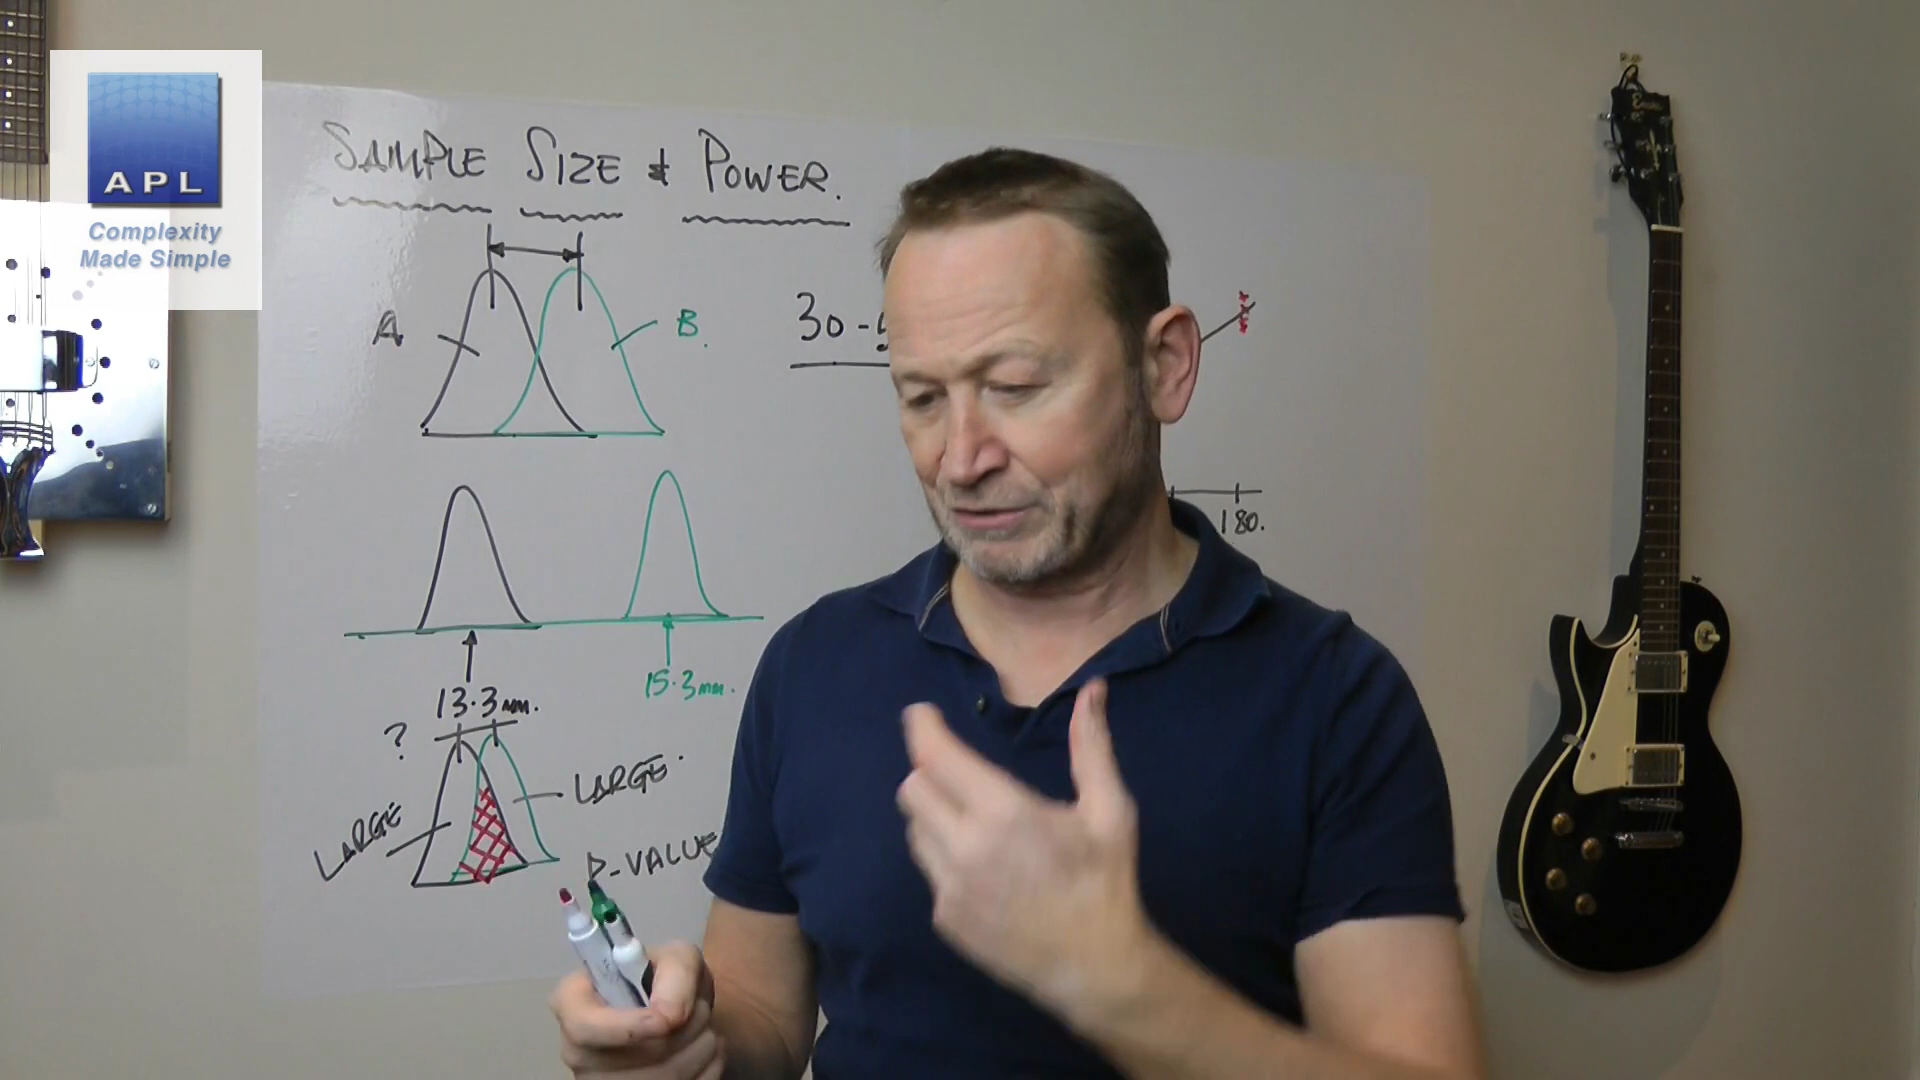 APL
Complexity
Made Simple
SAMPLE SIZE & POWER.
A
B.
30-
13.3mm.
15.3mm.
180.
?
LARGE
LARGE.
P-VALUE